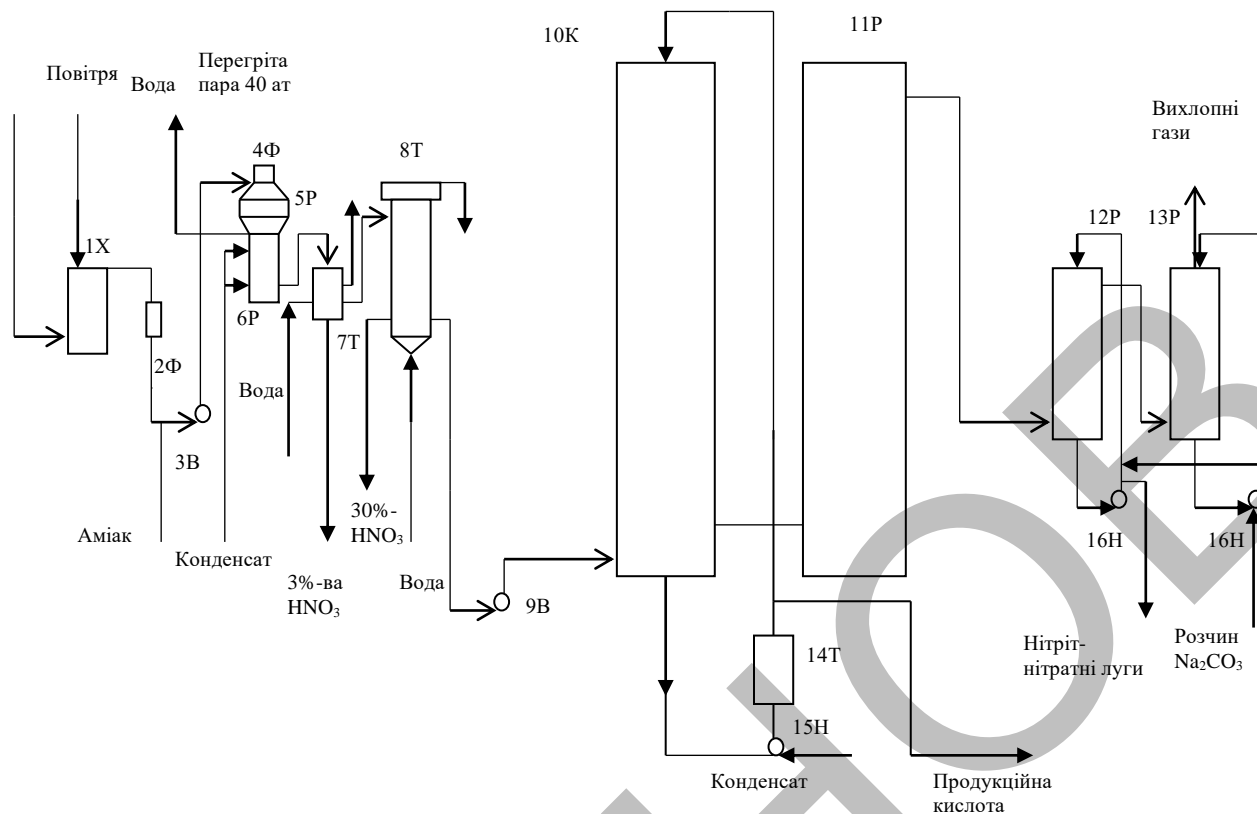 10К
11Р
Повітря
Вода
Перегріта
пара 40 ат
Вихлопні
гази
4Ф
8Т
5Р
12Р
13Р
1Х
6Р
7Т
2Ф
Вода
3В
30%-
HNO₃
Аміак
Конденсат
16Н
16Н
3%-ва
HNO₃
Вода
9В
14Т
Нітріт-
нітратні луги
Розчин
Na₂CO₃
15Н
Конденсат
Продукційна
кислота
НОВ